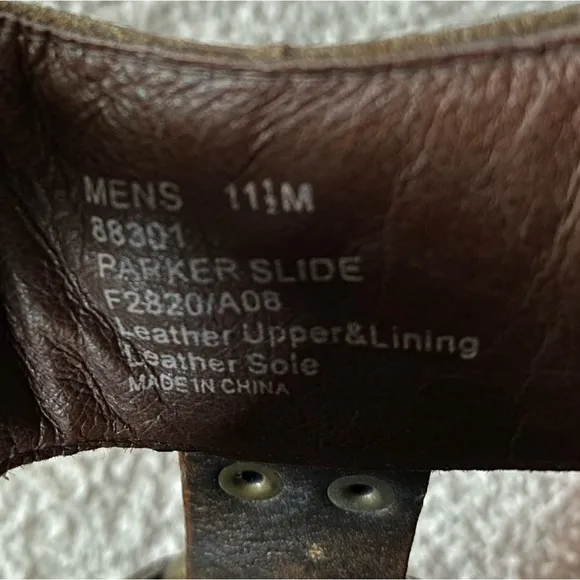 MENS 11½M
88301
PARKER SLIDE
F2820/A08
Leather Upper&Lining
Leather Sole
MADE IN CHINA